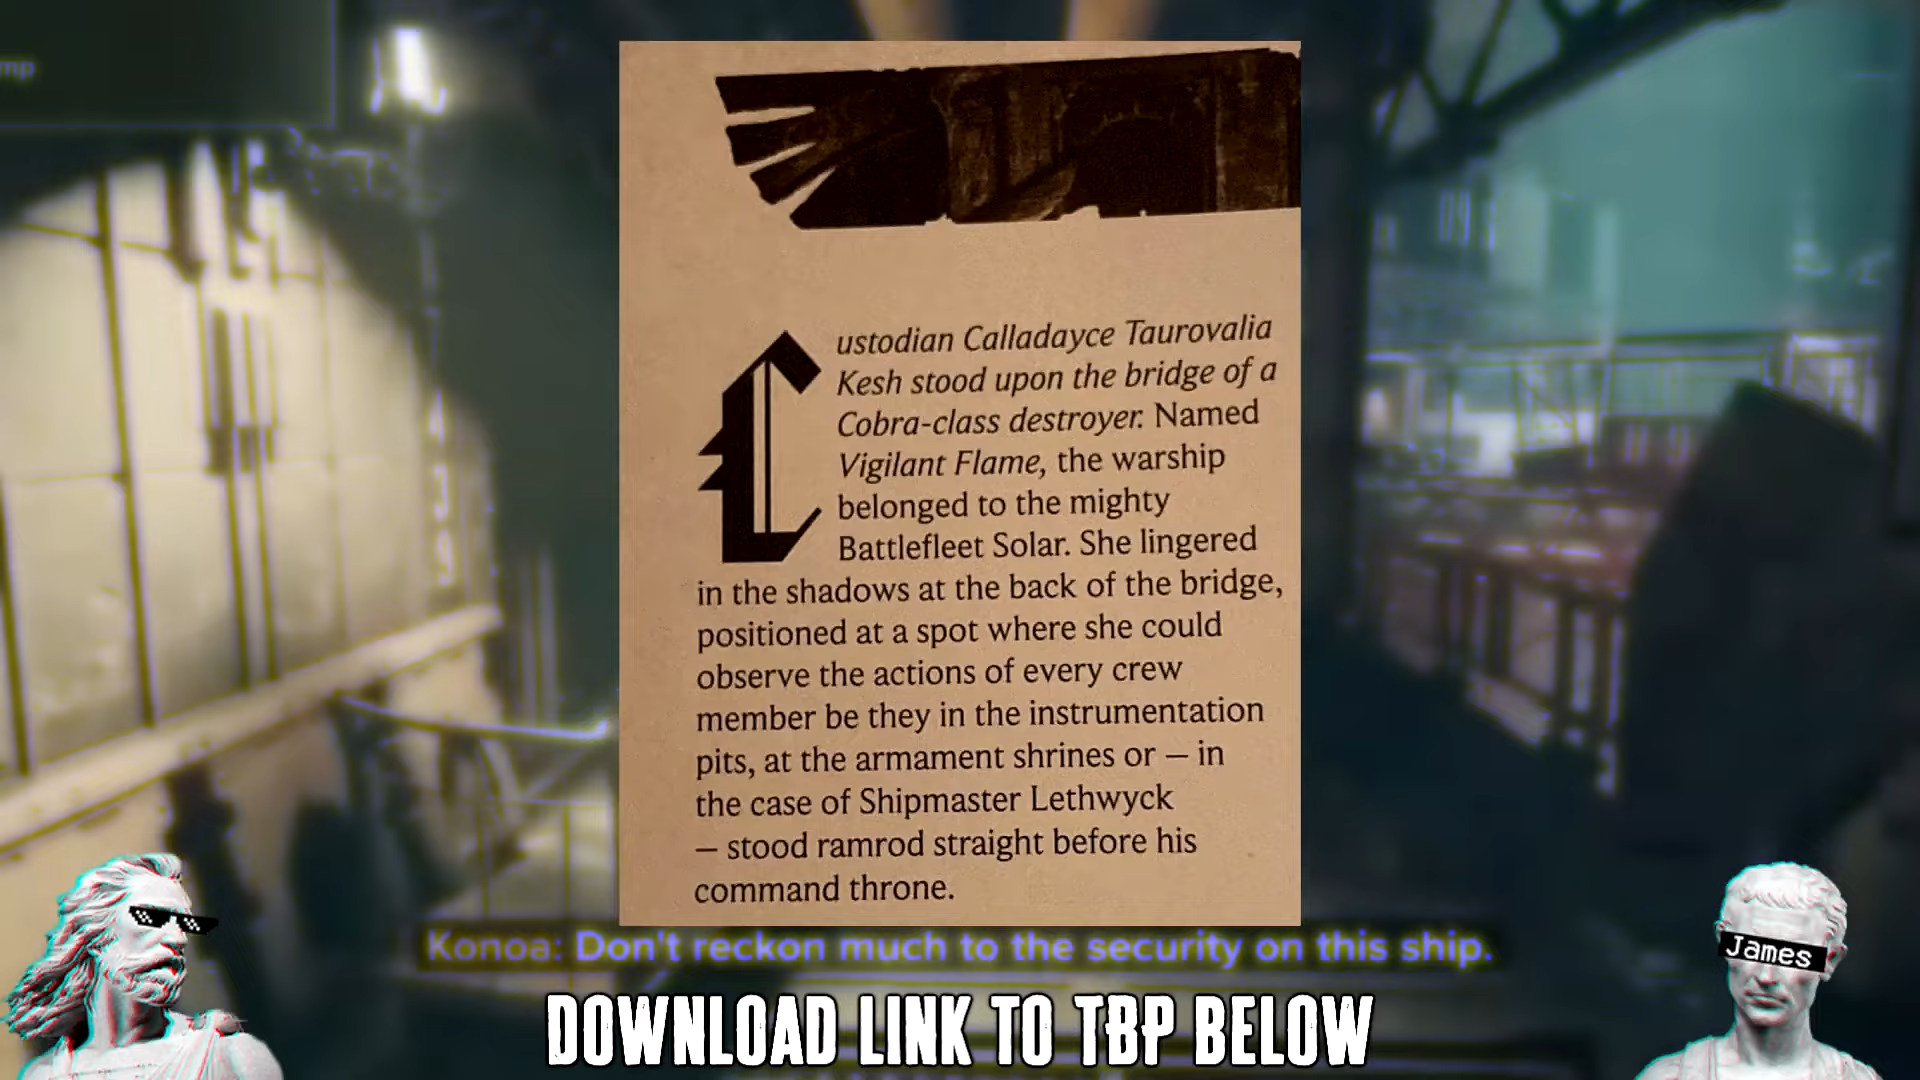 mp
Custodian Calladayce Taurovalia
Kesh stood upon the bridge of a
Cobra-class destroyer. Named
Vigilant Flame, the warship
belonged to the mighty
Battlefleet Solar. She lingered
in the shadows at the back of the bridge,
positioned at a spot where she could
observe the actions of every crew
member be they in the instrumentation
pits, at the armament shrines or – in
the case of Shipmaster Lethwyck
– stood ramrod straight before his
command throne.
Konoa: Don't reckon much to the security on this ship.
James
DOWNLOAD LINK TO TBP BELOW